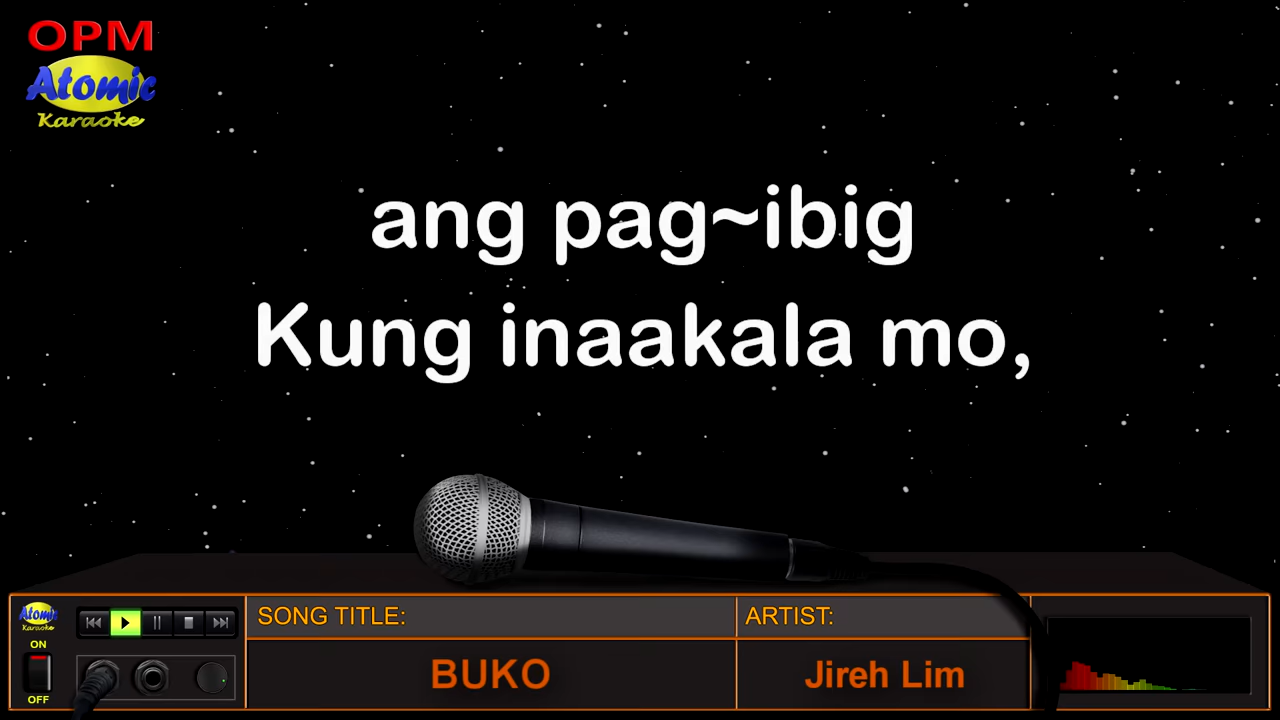 OPM
Atomic
Karaoke
ang pag~ibig
Kung inaakala mo,
Atomic
Karaoke
ON
OFF
SONG TITLE:
BUKO
ARTIST:
Jireh Lim